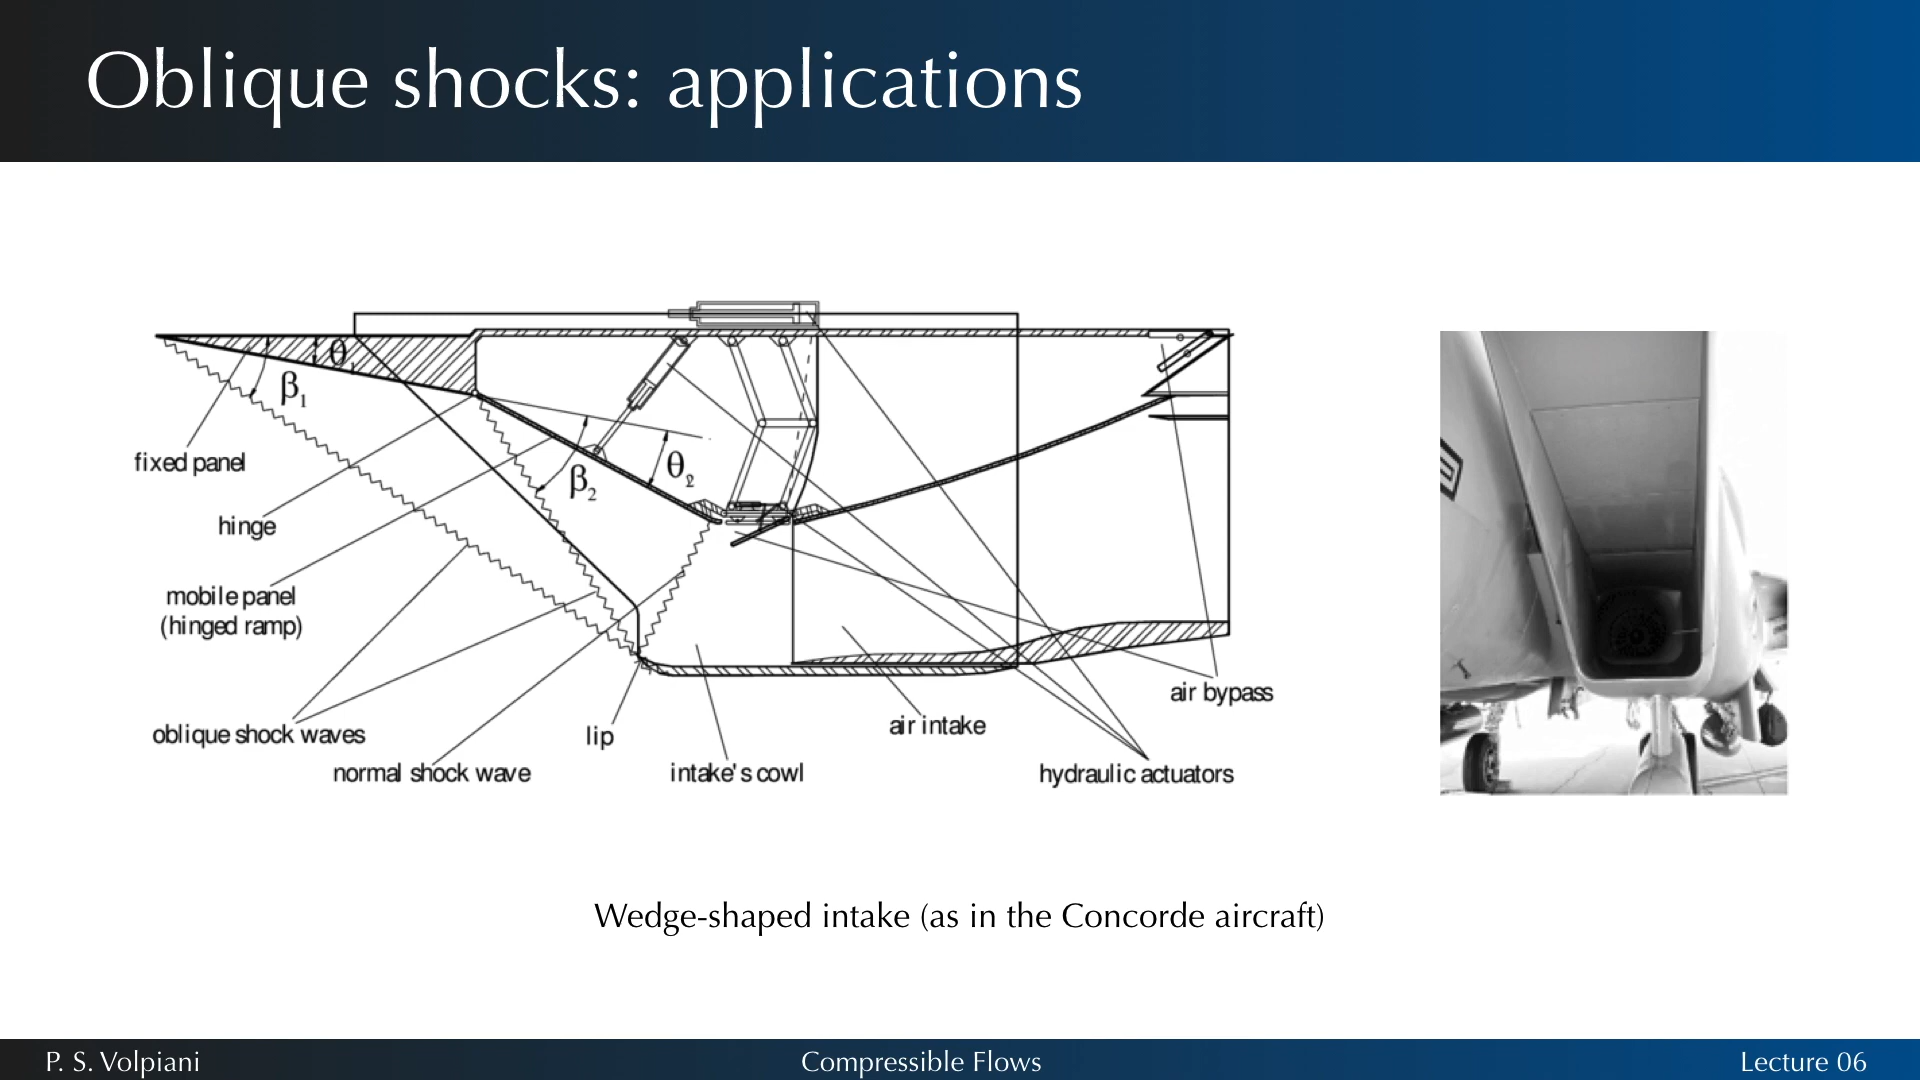 Oblique shocks: applications
θ
β1
fixed panel
hinge
β2
θ2
mobile panel
(hinged ramp)
oblique shock waves
normal shock wave
lip
intake's cowl
air intake
air bypass
hydraulic actuators
Wedge-shaped intake (as in the Concorde aircraft)
P. S. Volpiani
Compressible Flows
Lecture 06